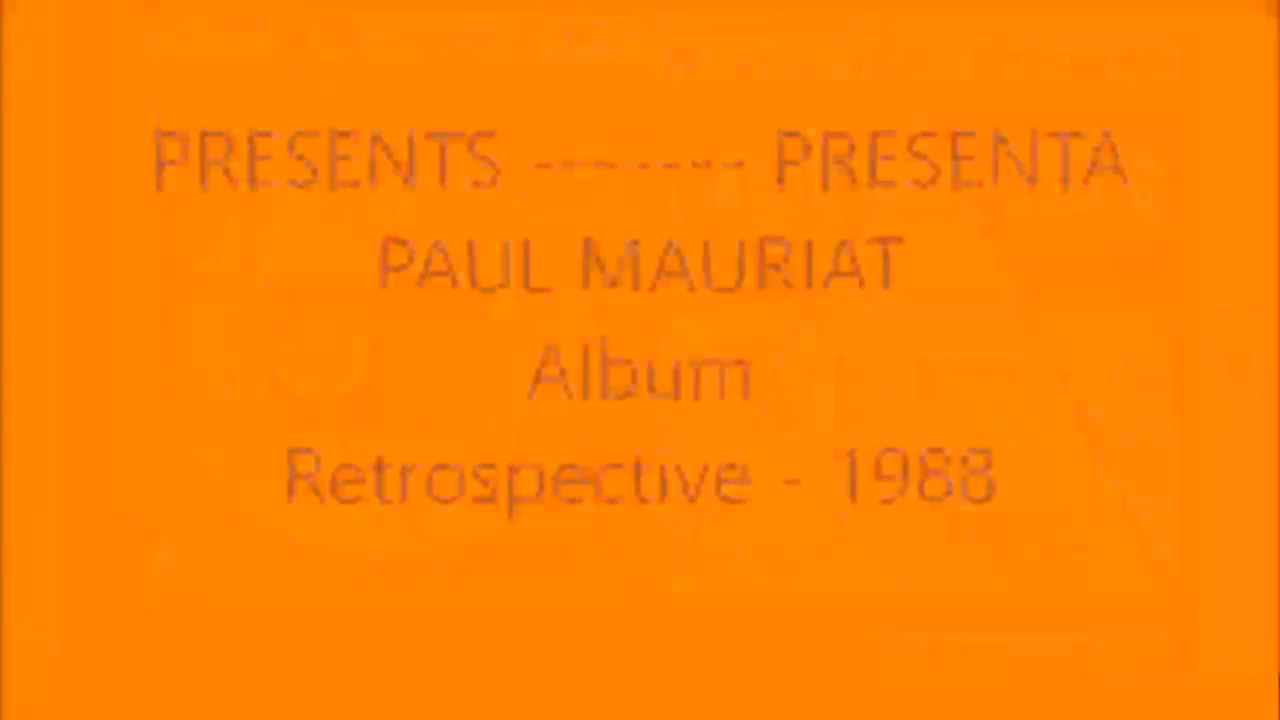 PRESENTS ------- PRESENTA
PAUL MAURIAT
Album
Retrospective - 1988